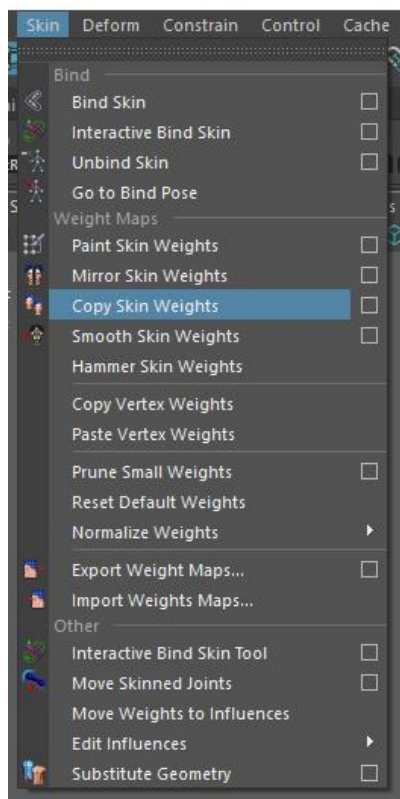 Skin Deform Constrain Control Cache
Bind
Bind Skin
Interactive Bind Skin
Unbind Skin
Go to Bind Pose
Weight Maps
Paint Skin Weights
Mirror Skin Weights
Copy Skin Weights
Smooth Skin Weights
Hammer Skin Weights
Copy Vertex Weights
Paste Vertex Weights
Prune Small Weights
Reset Default Weights
Normalize Weights
Export Weight Maps...
Import Weights Maps...
Other
Interactive Bind Skin Tool
Move Skinned Joints
Move Weights to Influences
Edit Influences
Substitute Geometry